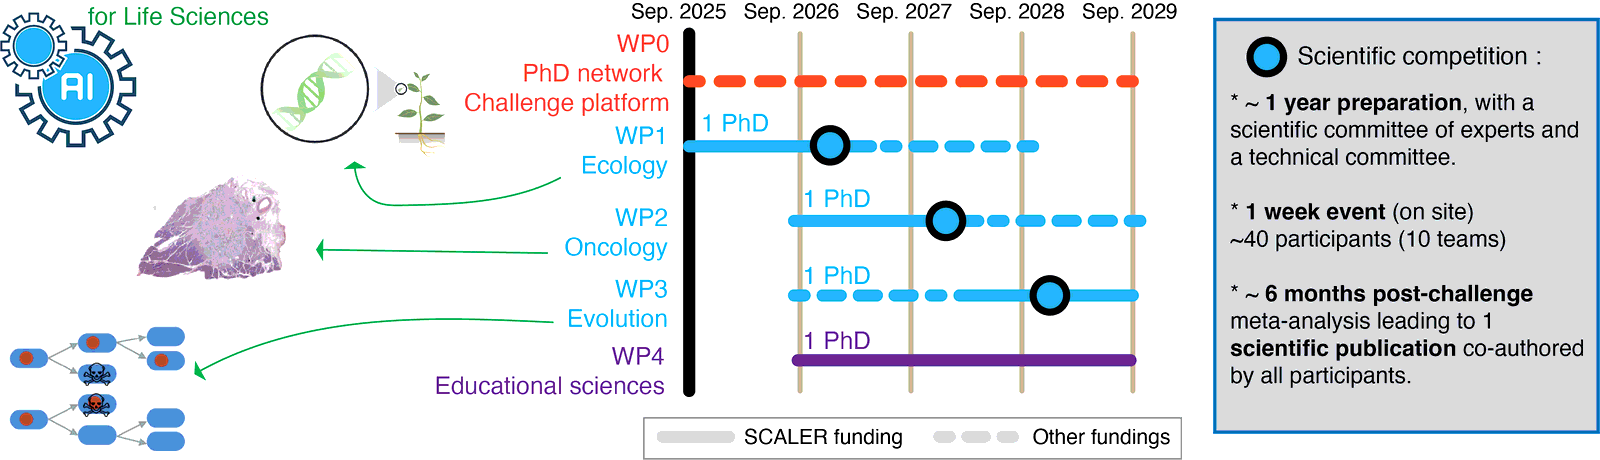 for Life Sciences
AI
Sep. 2025 Sep. 2026 Sep. 2027 Sep. 2028 Sep. 2029
WP0
PhD network
Challenge platform
WP1
Ecology
1 PhD
WP2
Oncology
1 PhD
WP3
Evolution
1 PhD
WP4
Educational sciences
1 PhD
SCALER funding
Other fundings
Scientific competition :
* ~ 1 year preparation, with a
scientific committee of experts and
a technical committee.
* 1 week event (on site)
~40 participants (10 teams)
* ~ 6 months post-challenge
meta-analysis leading to 1
scientific publication co-authored
by all participants.